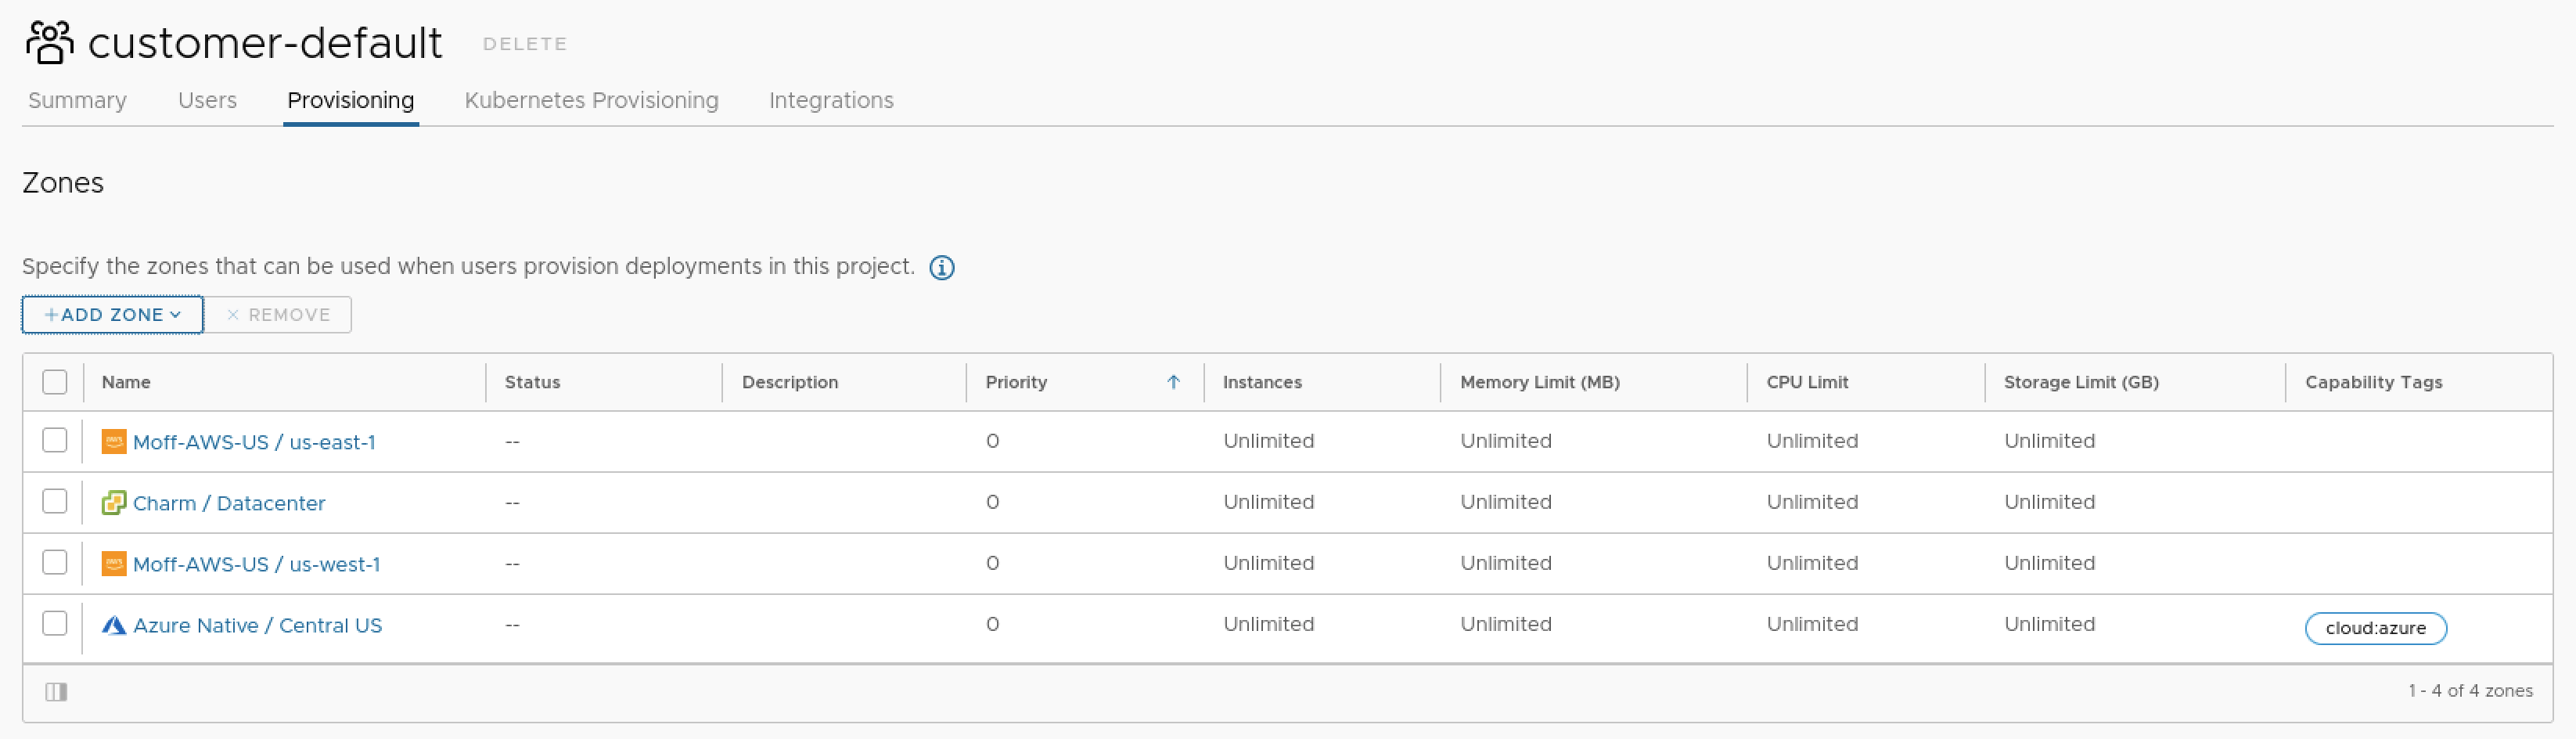 customer-default DELETE
Summary Users Provisioning Kubernetes Provisioning Integrations
Zones
Specify the zones that can be used when users provision deployments in this project.
+ADD ZONE × REMOVE
Name Status Description Priority Instances Memory Limit (MB) CPU Limit Storage Limit (GB) Capability Tags
Moff-AWS-US / us-east-1 -- 0 Unlimited Unlimited Unlimited Unlimited
Charm / Datacenter -- 0 Unlimited Unlimited Unlimited Unlimited
Moff-AWS-US / us-west-1 -- 0 Unlimited Unlimited Unlimited Unlimited
Azure Native / Central US -- 0 Unlimited Unlimited Unlimited Unlimited cloud:azure
1 - 4 of 4 zones